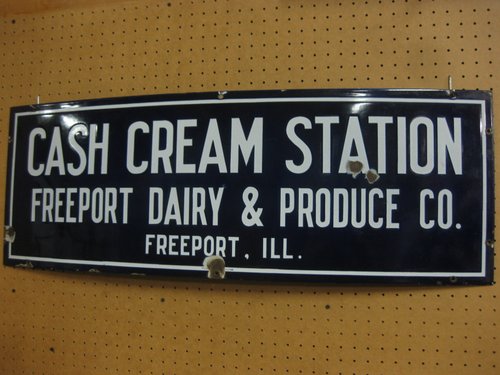 CASH CREAM STATION
FREEPORT DAIRY & PRODUCE CO.
FREEPORT, ILL.